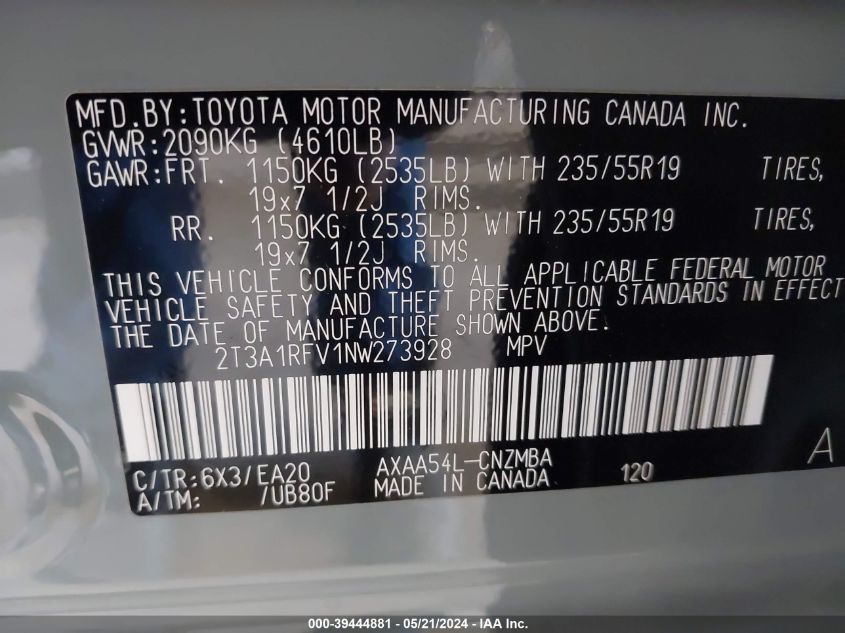 MFD.BY:TOYOTA MOTOR MANUFACTURING CANADA INC.
GVWR:2090KG (4610LB)
GAWR:FRT. 1150KG (2535LB) WITH 235/55R19 TIRES,
19x7 1/2J RIMS.
RR. 1150KG (2535LB) WITH 235/55R19 TIRES,
19x7 1/2J RIMS.
THIS VEHICLE CONFORMS TO ALL APPLICABLE FEDERAL MOTOR
VEHICLE SAFETY AND THEFT PREVENTION STANDARDS IN EFFECT
THE DATE OF MANUFACTURE SHOWN ABOVE.
2T3A1RFV1NW273928 MPV
A
C/TR:6X3/EA20 AXAA54L-CNZMBA 120
A/TM: /UB80F MADE IN CANADA
000-39444881 / 05/21/2024 - IAA Inc.